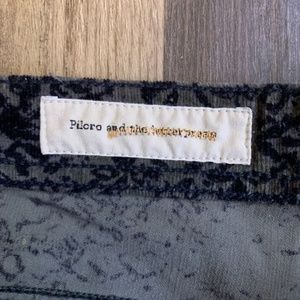 Pilcro and the letterpress